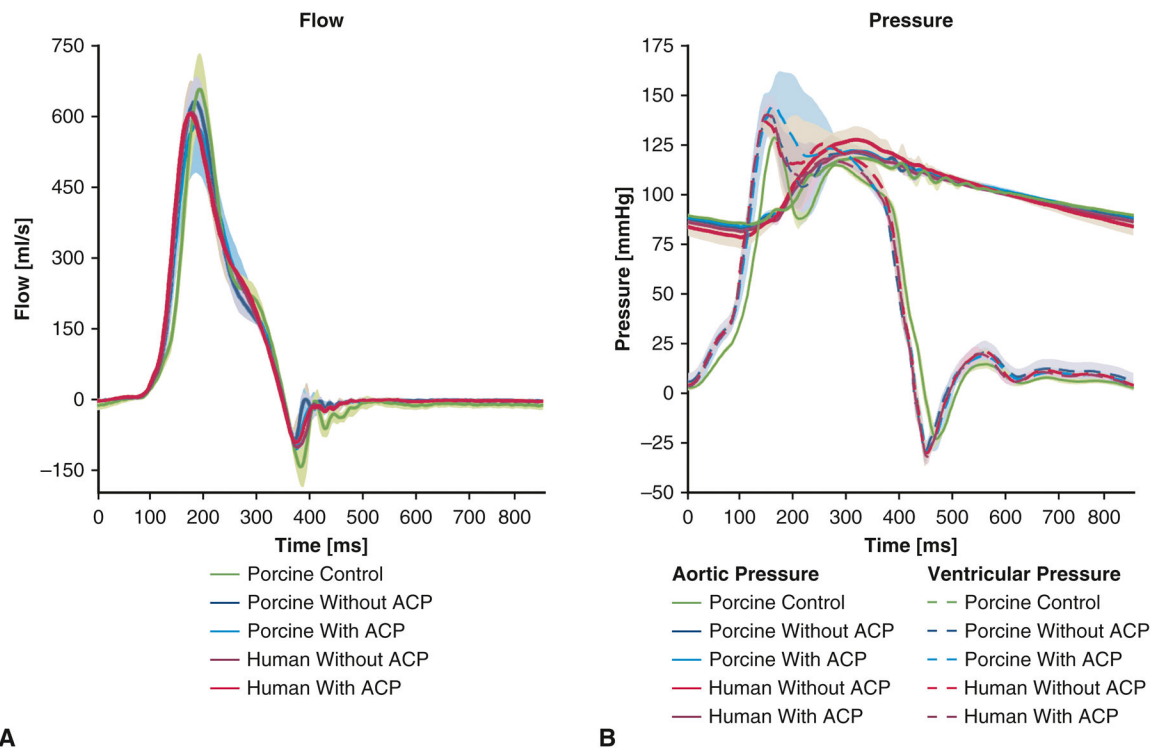 Flow
750
600
450
300
150
0
−150
Flow [ml/s]
0 100 200 300 400 500 600 700 800
Time [ms]
Porcine Control
Porcine Without ACP
Porcine With ACP
Human Without ACP
Human With ACP
A
Pressure
175
150
125
100
75
50
25
0
−25
−50
Pressure [mmHg]
0 100 200 300 400 500 600 700 800
Time [ms]
Aortic Pressure
Porcine Control
Porcine Without ACP
Porcine With ACP
Human Without ACP
Human With ACP
Ventricular Pressure
Porcine Control
Porcine Without ACP
Porcine With ACP
Human Without ACP
Human With ACP
B